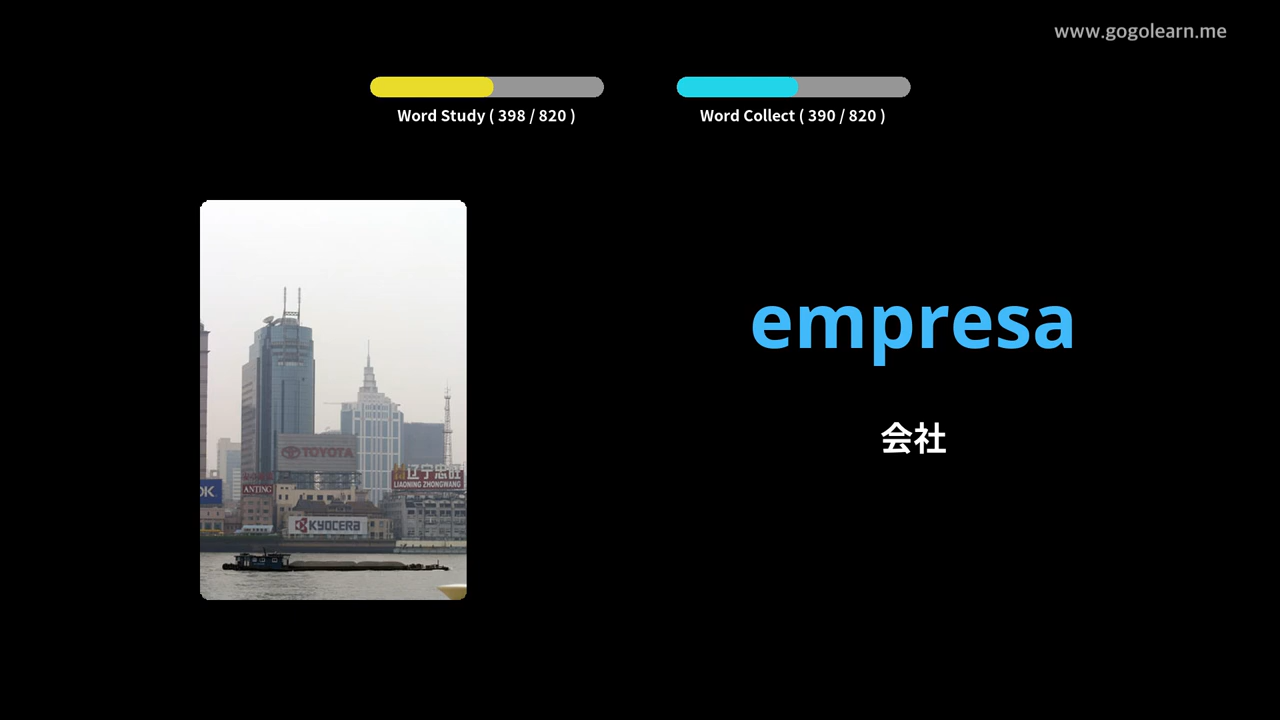 www.gogolearn.me
Word Study ( 398 / 820 )
Word Collect ( 390 / 820 )
empresa
会社
TOYOTA
辽宁忠旺
LIAONING ZHONGWANG
OK
ANTING
KYOCERA